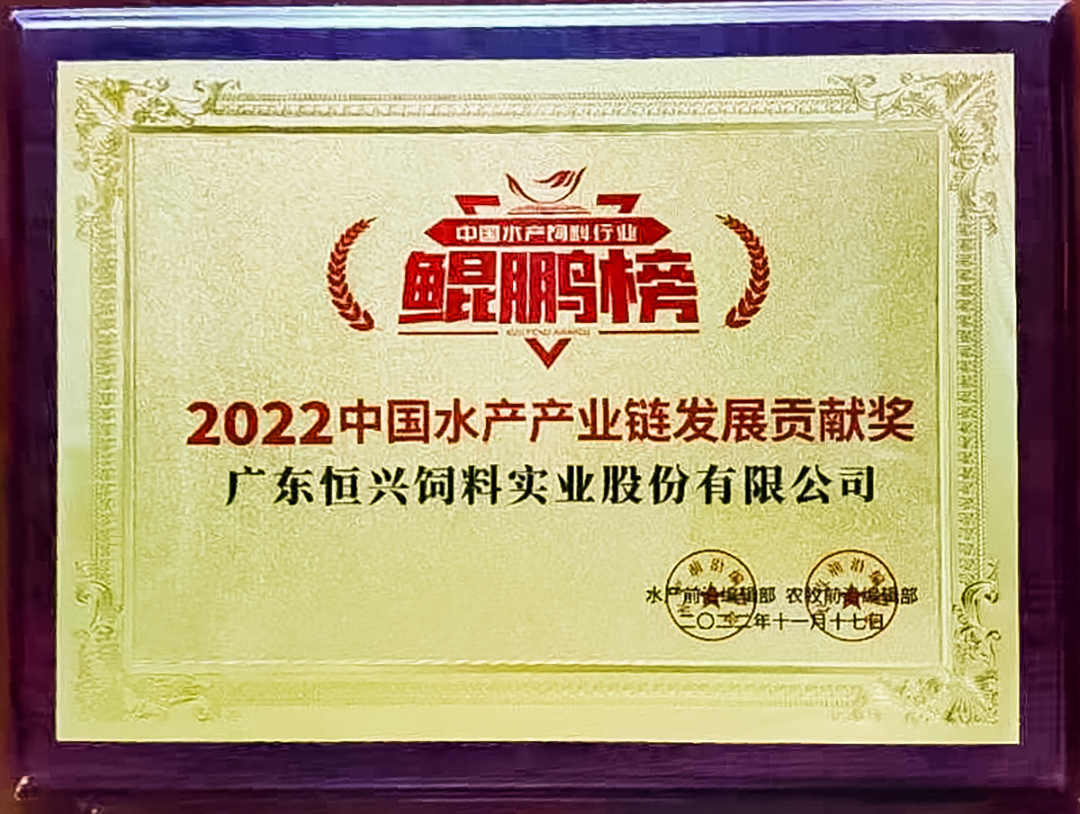 中国水产饲料行业
鲲鹏榜
KUN PENG AWARDS
2022中国水产产业链发展贡献奖
广东恒兴饲料实业股份有限公司
水产前沿编辑部 农牧前沿编辑部
二〇二二年十一月十七日